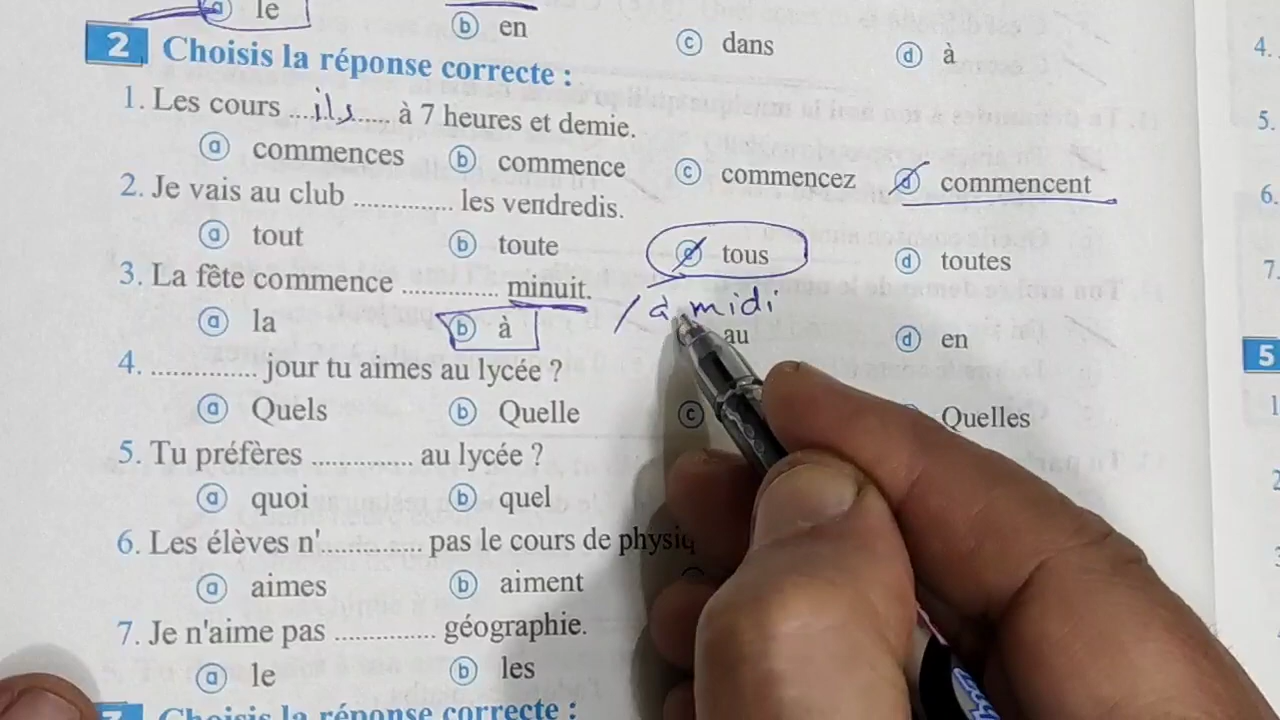 ⓐ le
ⓑ en
ⓒ dans
ⓓ à
2 Choisis la réponse correcte :
1. Les cours ....ils...... à 7 heures et demie.
ⓐ commences ⓑ commence ⓒ commencez ⓓ commencent
2. Je vais au club ............... les vendredis.
ⓐ tout ⓑ toute ⓒ tous ⓓ toutes
3. La fête commence .............. minuit. / à midi
ⓐ la ⓑ à au ⓓ en
4. ................ jour tu aimes au lycée ?
ⓐ Quels ⓑ Quelle ⓒ Quelles
5. Tu préfères ............... au lycée ?
ⓐ quoi ⓑ quel
6. Les élèves n'............... pas le cours de
ⓐ aimes ⓑ aiment
7. Je n'aime pas ............... géographie.
ⓐ le ⓑ les
Choisis la réponse correcte :
4.
5.
6.
7.
5
1
2